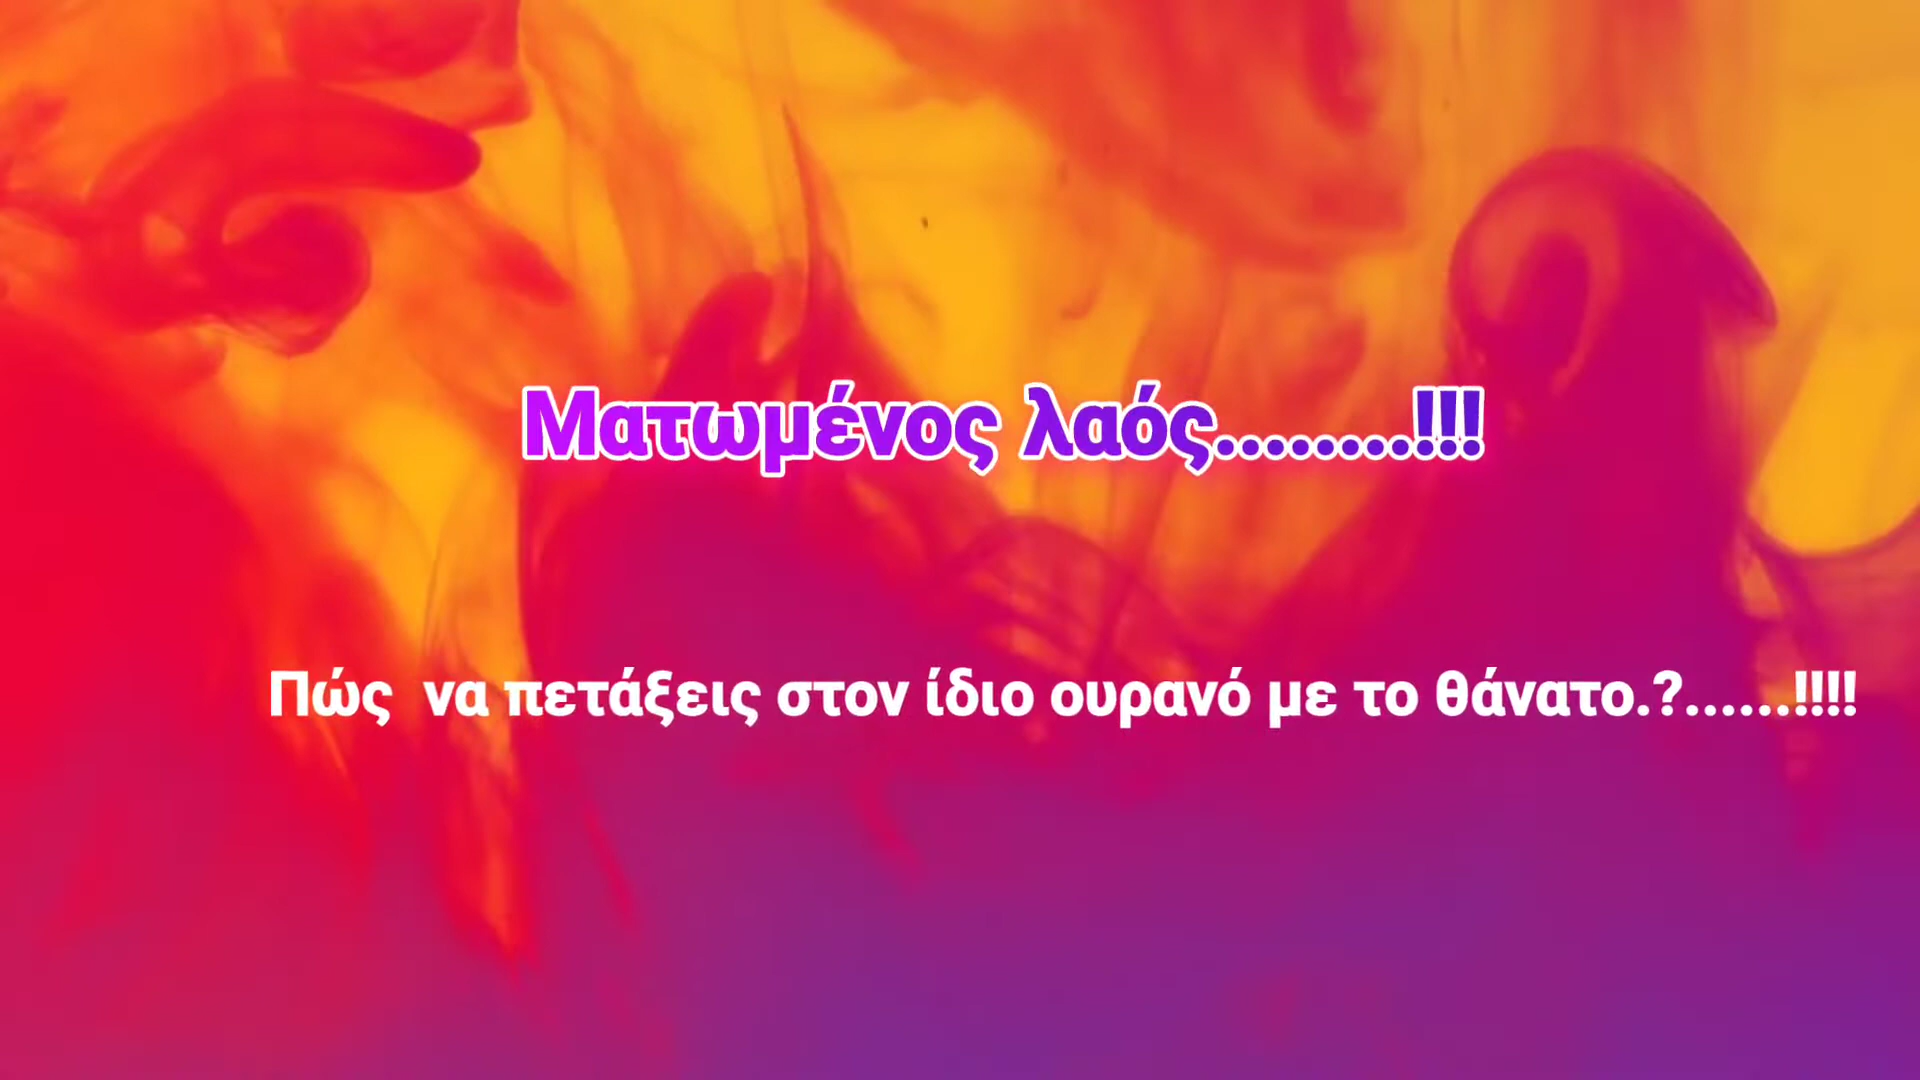 Ματωμένος λαός........!!!
Πώς  να πετάξεις στον ίδιο ουρανό με το θάνατο.?......!!!!